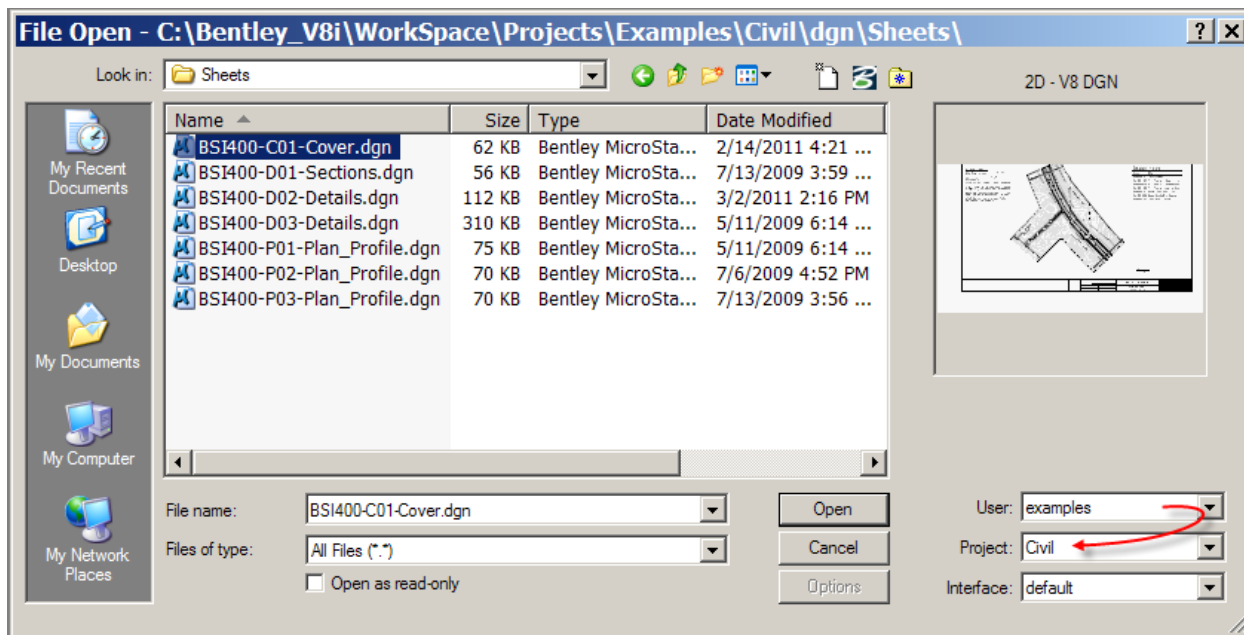 File Open - C:\Bentley_V8i\WorkSpace\Projects\Examples\Civil\dgn\Sheets\
Look in: Sheets
2D - V8 DGN
My Recent Documents
Desktop
My Documents
My Computer
My Network Places
Name Size Type Date Modified
BSI400-C01-Cover.dgn 62 KB Bentley MicroSta... 2/14/2011 4:21 ...
BSI400-D01-Sections.dgn 56 KB Bentley MicroSta... 7/13/2009 3:59 ...
BSI400-D02-Details.dgn 112 KB Bentley MicroSta... 3/2/2011 2:16 PM
BSI400-D03-Details.dgn 310 KB Bentley MicroSta... 5/11/2009 6:14 ...
BSI400-P01-Plan_Profile.dgn 75 KB Bentley MicroSta... 5/11/2009 6:14 ...
BSI400-P02-Plan_Profile.dgn 70 KB Bentley MicroSta... 7/6/2009 4:52 PM
BSI400-P03-Plan_Profile.dgn 70 KB Bentley MicroSta... 7/13/2009 3:56 ...
File name: BSI400-C01-Cover.dgn Open
Files of type: All Files (*.*) Cancel
Open as read-only Options
User: examples
Project: Civil
Interface: default